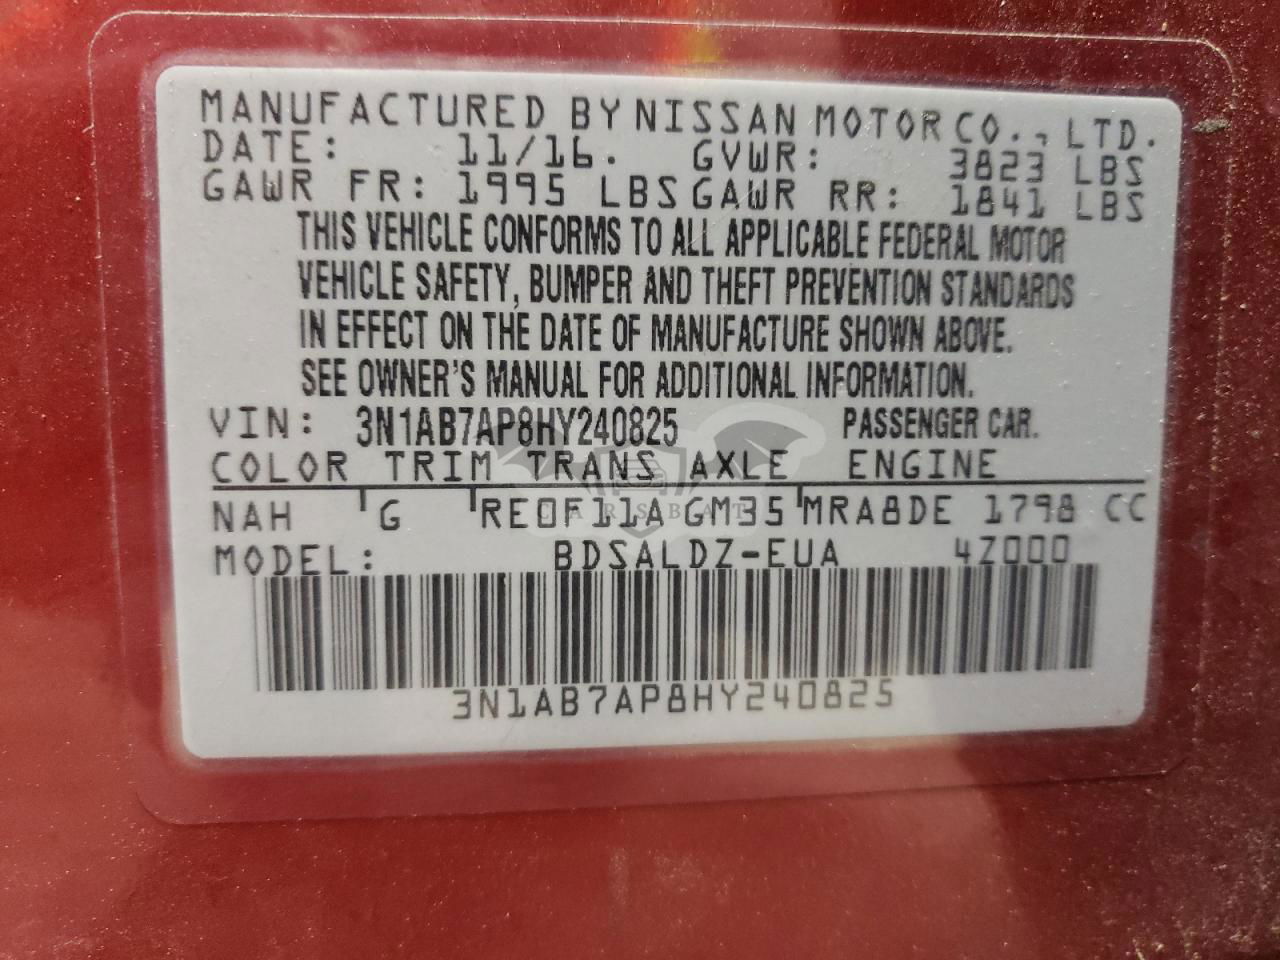 MANUFACTURED BY NISSAN MOTOR CO., LTD.
DATE: 11/16. GVWR: 3823 LBS
GAWR FR: 1995 LBS GAWR RR: 1841 LBS
THIS VEHICLE CONFORMS TO ALL APPLICABLE FEDERAL MOTOR
VEHICLE SAFETY, BUMPER AND THEFT PREVENTION STANDARDS
IN EFFECT ON THE DATE OF MANUFACTURE SHOWN ABOVE.
SEE OWNER'S MANUAL FOR ADDITIONAL INFORMATION.
VIN: 3N1AB7AP8HY240825 PASSENGER CAR.
COLOR TRIM TRANS AXLE ENGINE
NAH G RE0F11A GM35 MRA8DE 1798 CC
CARSBAT
MODEL: BDSALDZ-EUA 4Z000
3N1AB7AP8HY240825